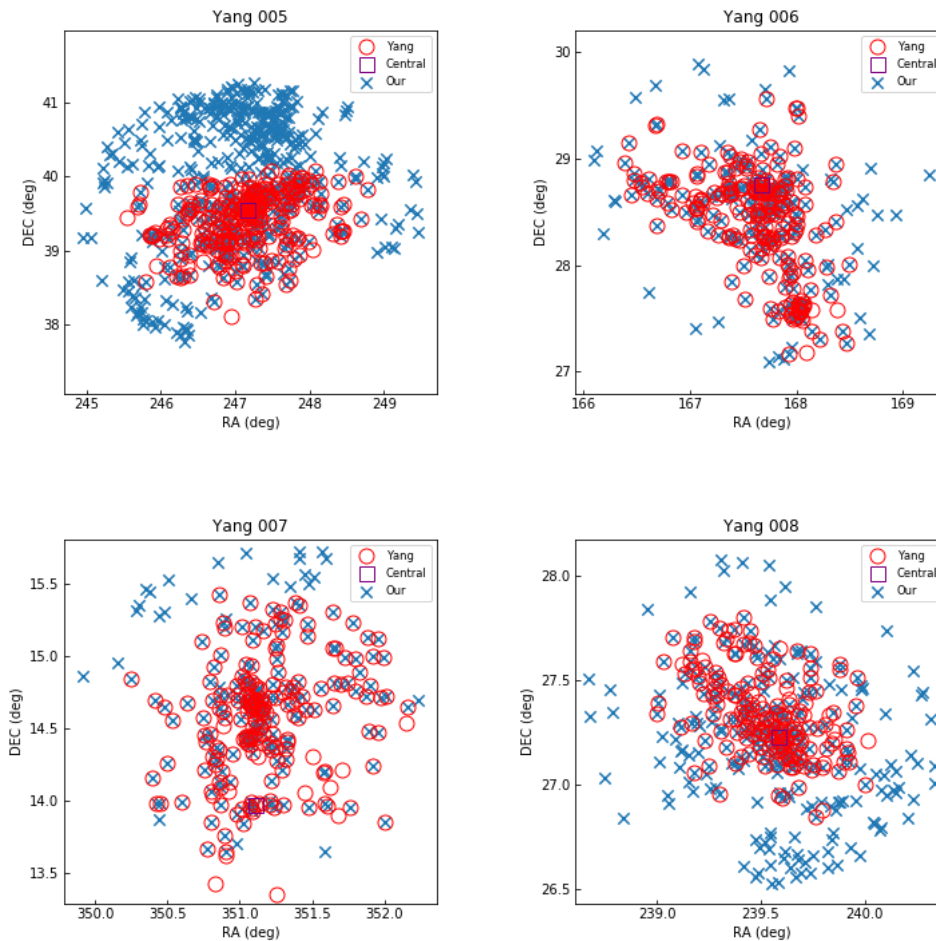 Yang 005
Yang
Central
Our
41
40
39
38
DEC (deg)
245 246 247 248 249
RA (deg)
Yang 006
Yang
Central
Our
30
29
28
27
DEC (deg)
166 167 168 169
RA (deg)
Yang 007
Yang
Central
Our
15.5
15.0
14.5
14.0
13.5
DEC (deg)
350.0 350.5 351.0 351.5 352.0
RA (deg)
Yang 008
Yang
Central
Our
28.0
27.5
27.0
26.5
DEC (deg)
239.0 239.5 240.0
RA (deg)